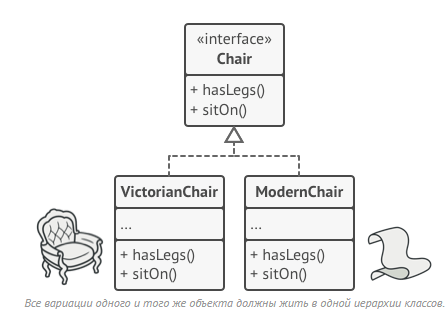 «interface»
Chair
+ hasLegs()
+ sitOn()
VictorianChair
...
+ hasLegs()
+ sitOn()
ModernChair
...
+ hasLegs()
+ sitOn()
Все вариации одного и того же объекта должны жить в одной иерархии классов.